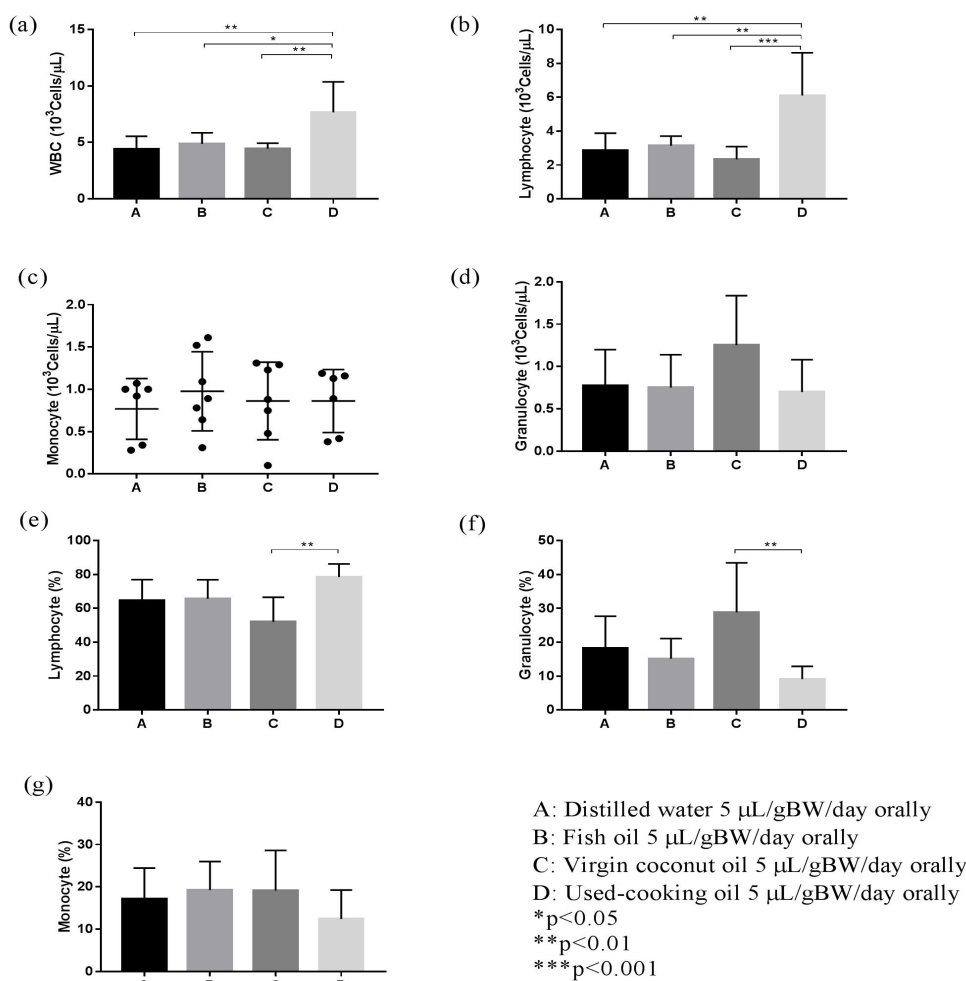 (a)
WBC (10³Cells/μL)
15
10
5
0
**
*
**
A B C D
(b)
Lymphocyte (10³Cells/μL)
10
8
6
4
2
0
**
**
***
A B C D
(c)
Monocyte (10³Cells/μL)
2.0
1.5
1.0
0.5
0.0
A B C D
(d)
Granulocyte (10³Cells/μL)
2.0
1.5
1.0
0.5
0.0
A B C D
(e)
Lymphocyte (%)
100
80
60
40
20
0
**
A B C D
(f)
Granulocyte (%)
50
40
30
20
10
0
**
A B C D
(g)
Monocyte (%)
40
30
20
10
A: Distilled water 5 μL/gBW/day orally
B: Fish oil 5 μL/gBW/day orally
C: Virgin coconut oil 5 μL/gBW/day orally
D: Used-cooking oil 5 μL/gBW/day orally
*p<0.05
**p<0.01
***p<0.001